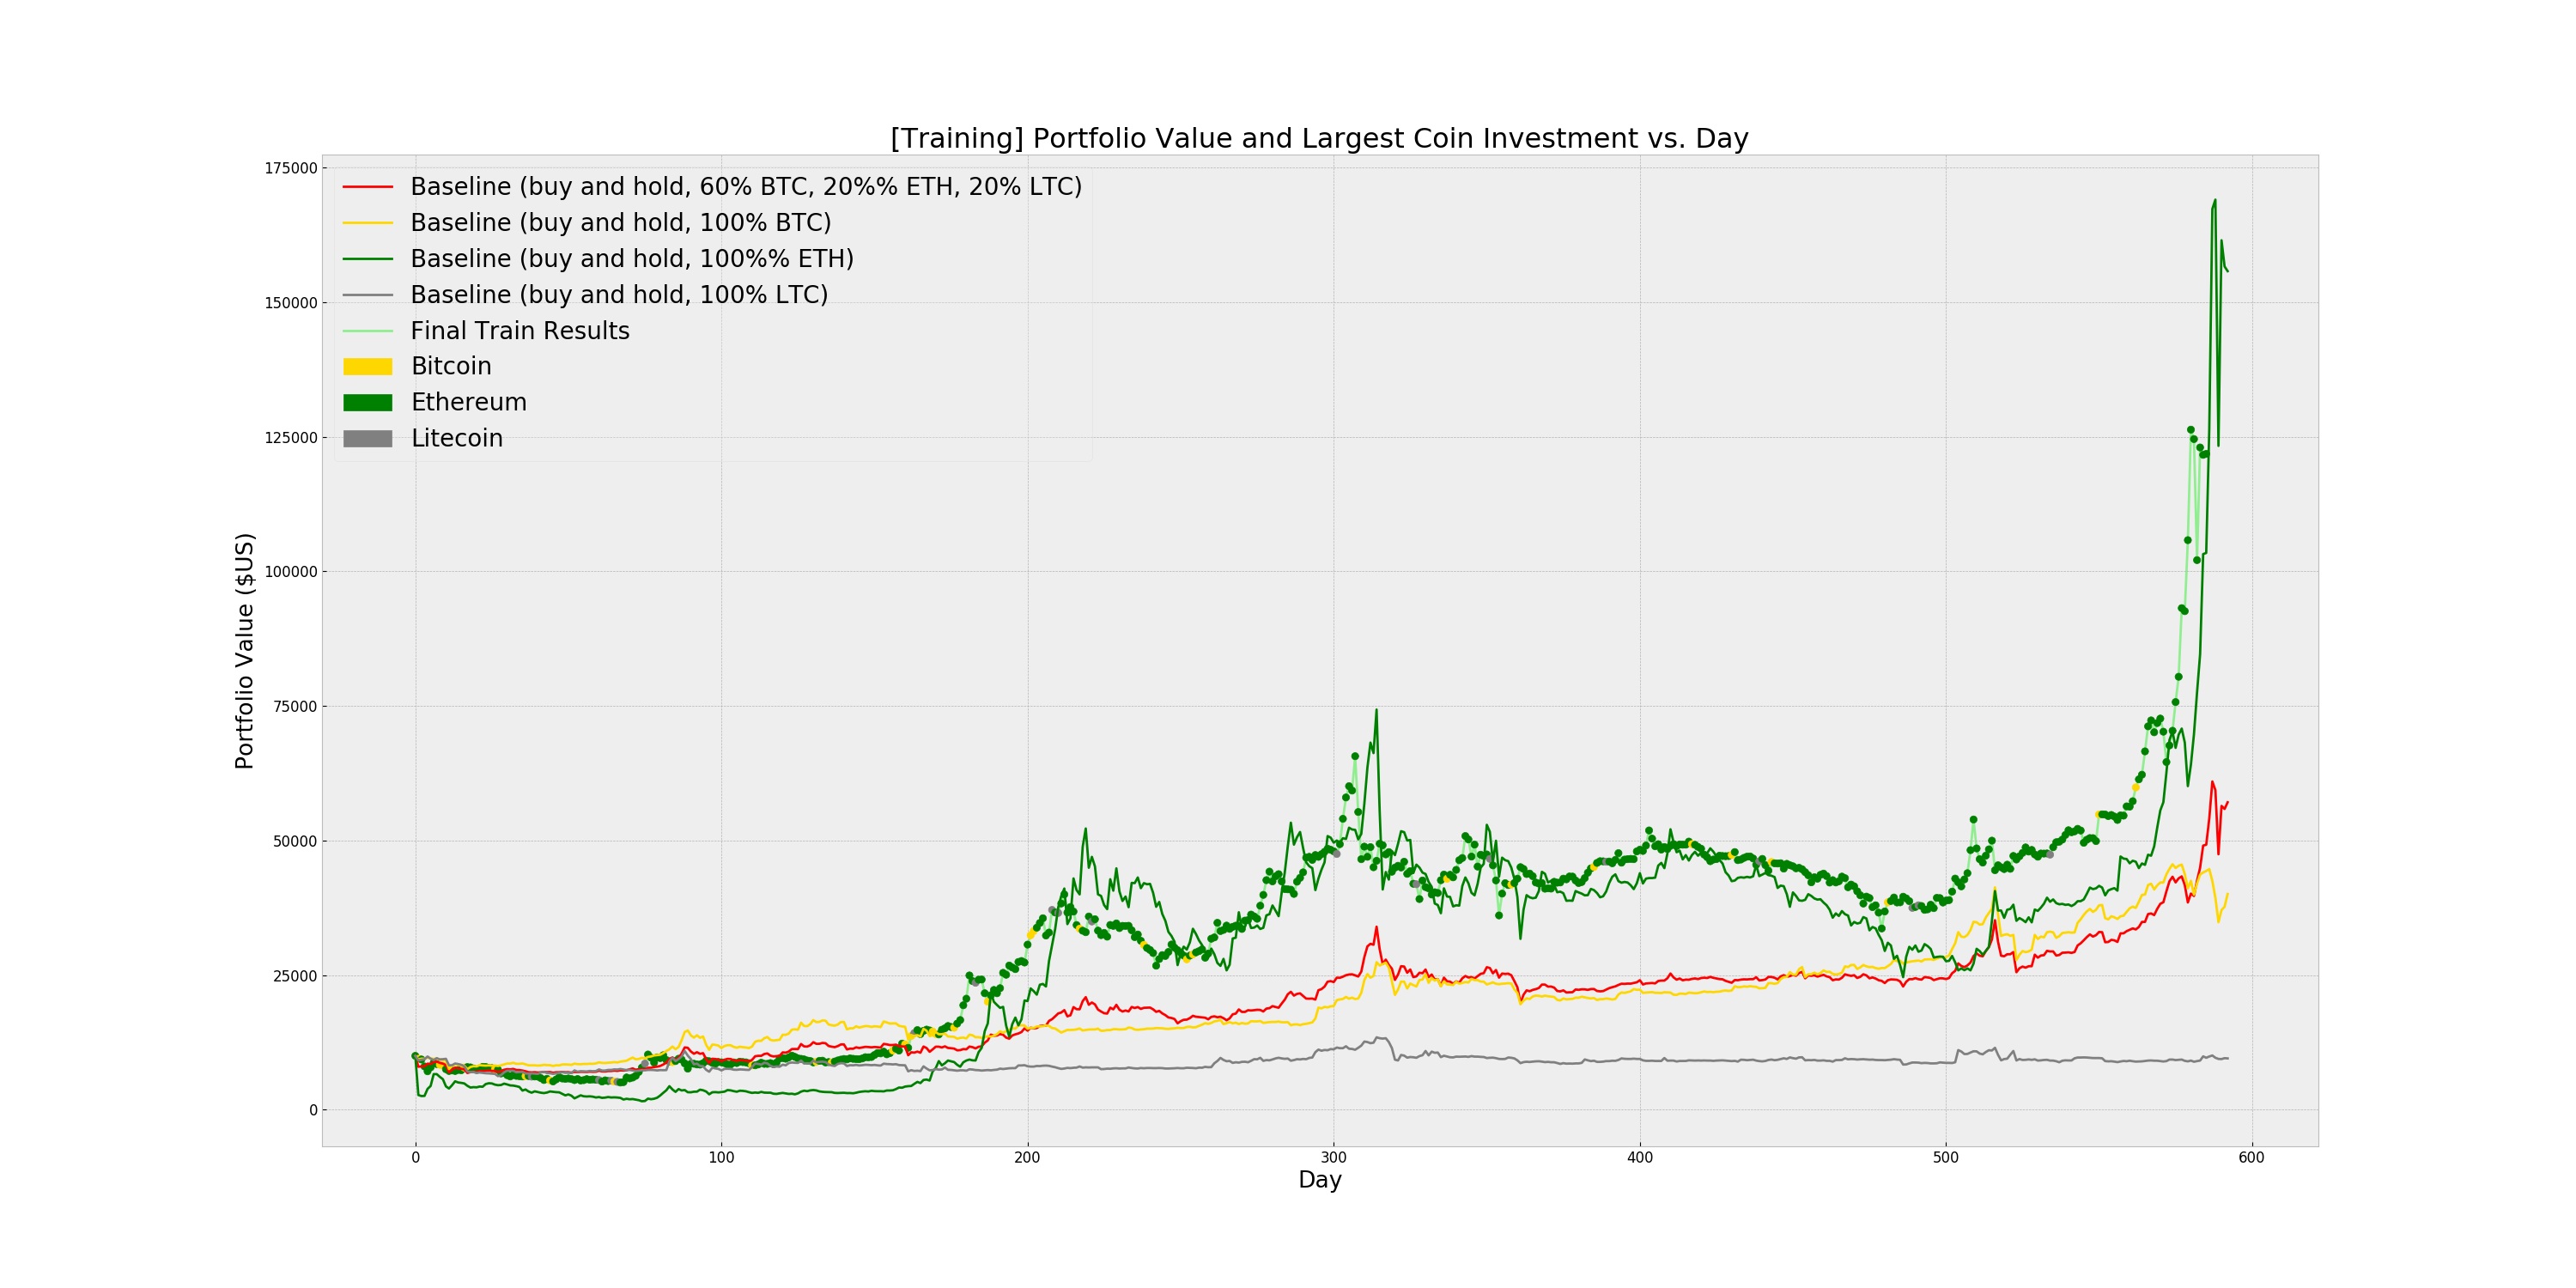 [Training] Portfolio Value and Largest Coin Investment vs. Day
175000
150000
125000
100000
75000
50000
25000
0
Portfolio Value ($US)
Baseline (buy and hold, 60% BTC, 20%% ETH, 20% LTC)
Baseline (buy and hold, 100% BTC)
Baseline (buy and hold, 100%% ETH)
Baseline (buy and hold, 100% LTC)
Final Train Results
Bitcoin
Ethereum
Litecoin
0 100 200 300 400 500 600
Day